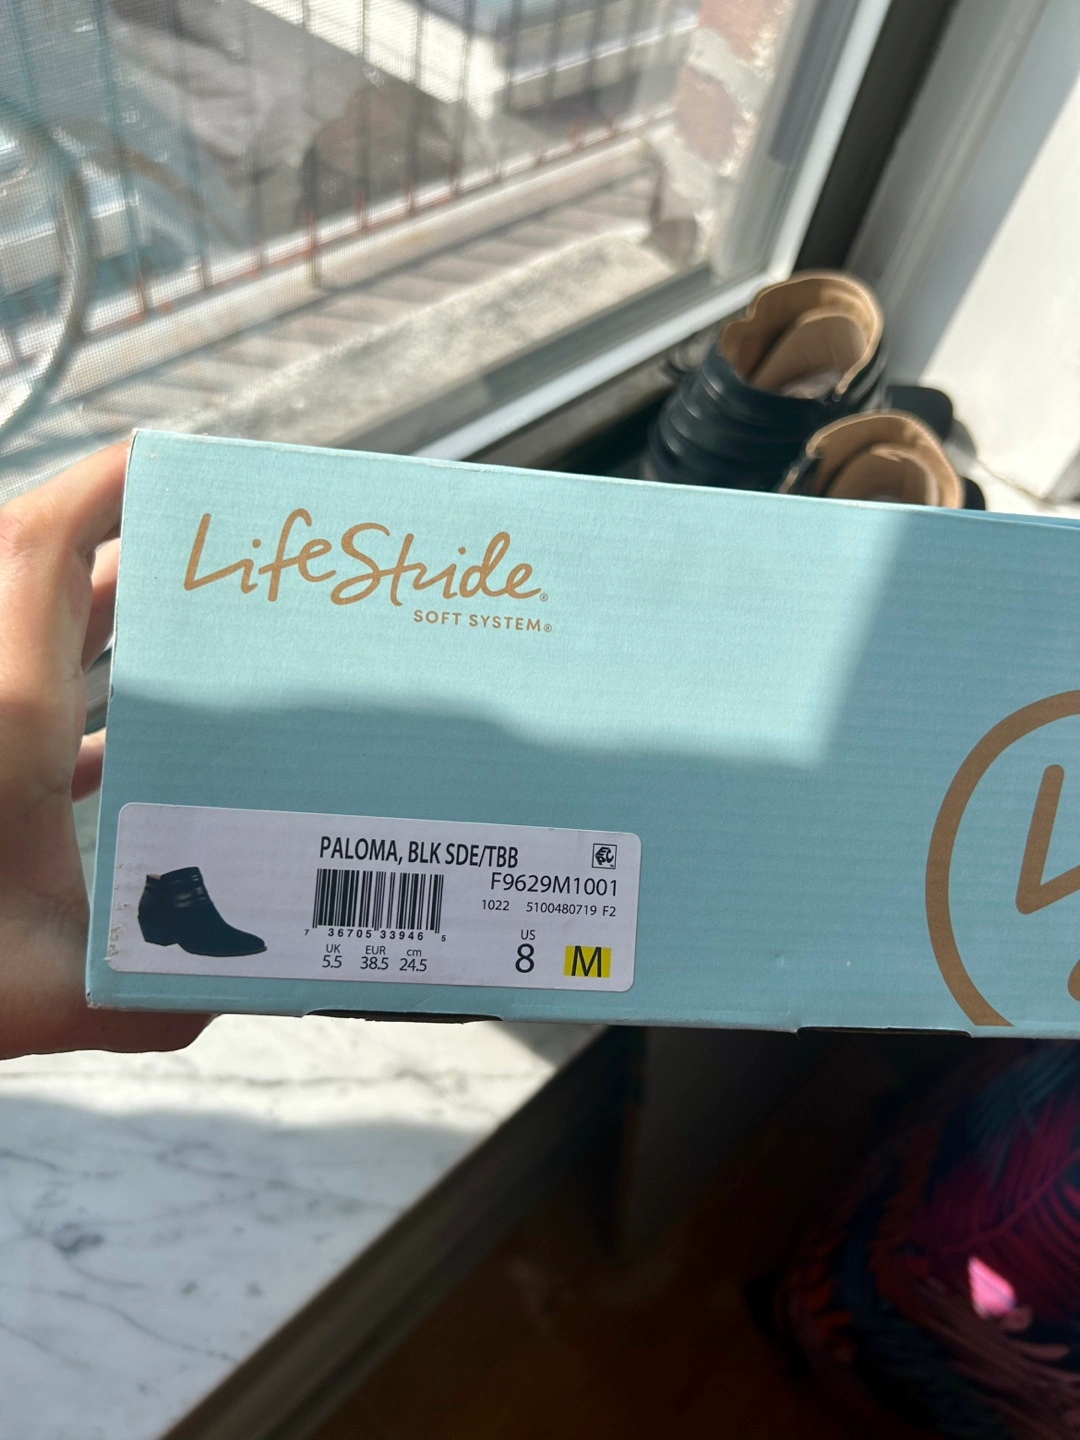 LifeStride®
SOFT SYSTEM®
PALOMA, BLK SDE/TBB
F9629M1001
1022 5100480719 F2
7 36705 33946 5
UK EUR cm
5.5 38.5 24.5
US
8 M